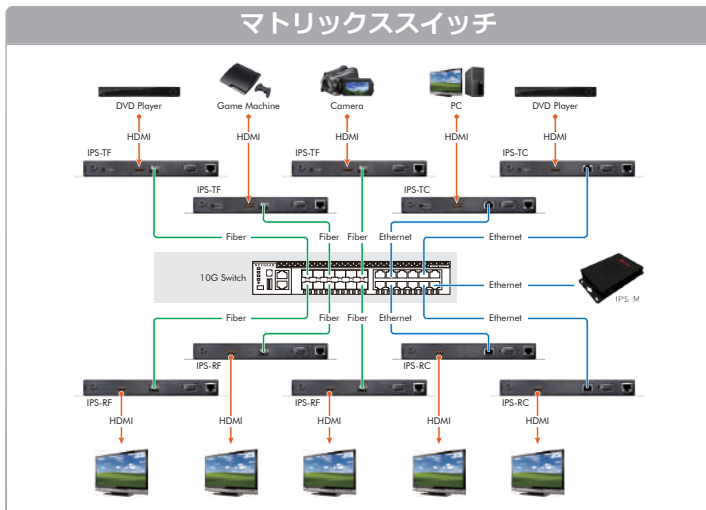 マトリックススイッチ
DVD Player
Game Machine
Camera
PC
DVD Player
HDMI
HDMI
HDMI
HDMI
HDMI
IPS-TF
IPS-TF
IPS-TC
IPS-TF
IPS-TC
Fiber
Fiber
Fiber
Ethernet
Ethernet
NETGEAR
10G Switch
Ethernet
IPS-M
Fiber
Fiber
Fiber
Ethernet
Ethernet
IPS-RF
IPS-RC
IPS-RF
IPS-RF
IPS-RC
HDMI
HDMI
HDMI
HDMI
HDMI